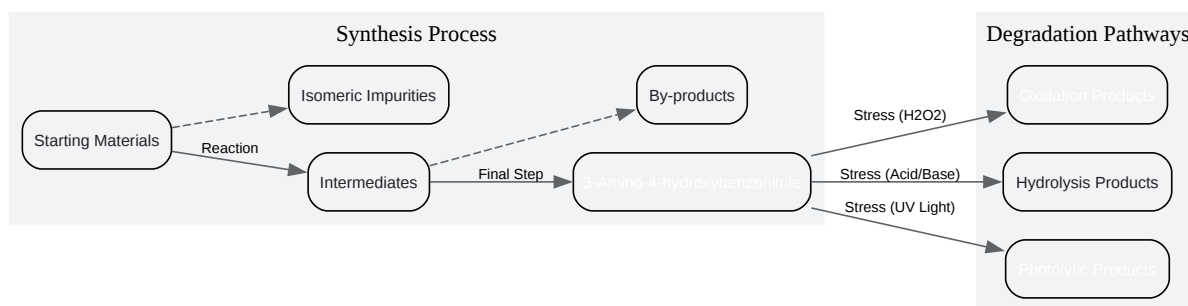 Synthesis Process
Degradation Pathways
Isomeric Impurities
By-products
Oxidation Products
Stress (H2O2)
Starting Materials
Reaction
Intermediates
Final Step
3-Amino-4-hydroxybenzonitrile
Stress (Acid/Base)
Hydrolysis Products
Stress (UV Light)
Photolytic Products